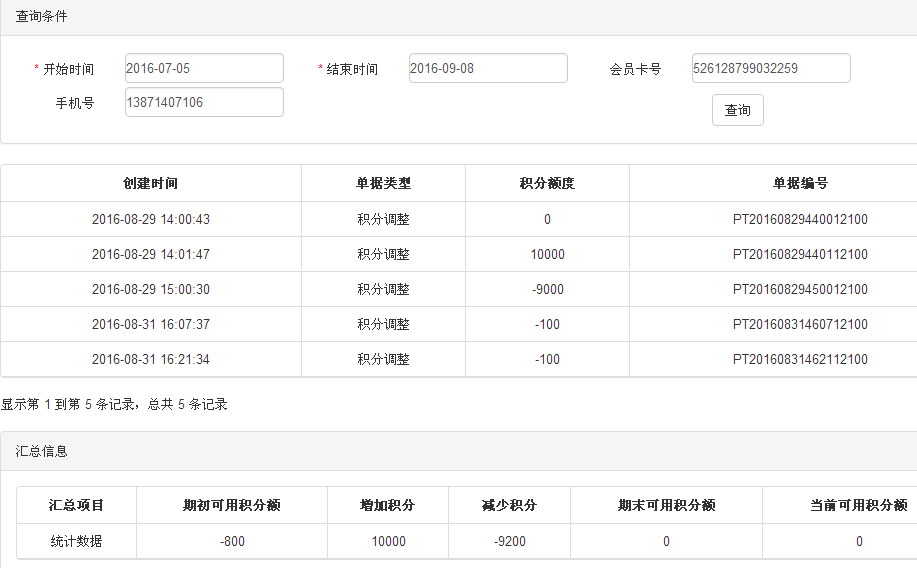 查询条件
* 开始时间 2016-07-05 * 结束时间 2016-09-08 会员卡号 526128799032259
手机号 13871407106 查询
创建时间 单据类型 积分额度 单据编号
2016-08-29 14:00:43 积分调整 0 PT20160829440012100
2016-08-29 14:01:47 积分调整 10000 PT20160829440112100
2016-08-29 15:00:30 积分调整 -9000 PT20160829450012100
2016-08-31 16:07:37 积分调整 -100 PT20160831460712100
2016-08-31 16:21:34 积分调整 -100 PT20160831462112100
显示第 1 到第 5 条记录，总共 5 条记录
汇总信息
汇总项目 期初可用积分额 增加积分 减少积分 期末可用积分额 当前可用积分额
统计数据 -800 10000 -9200 0 0